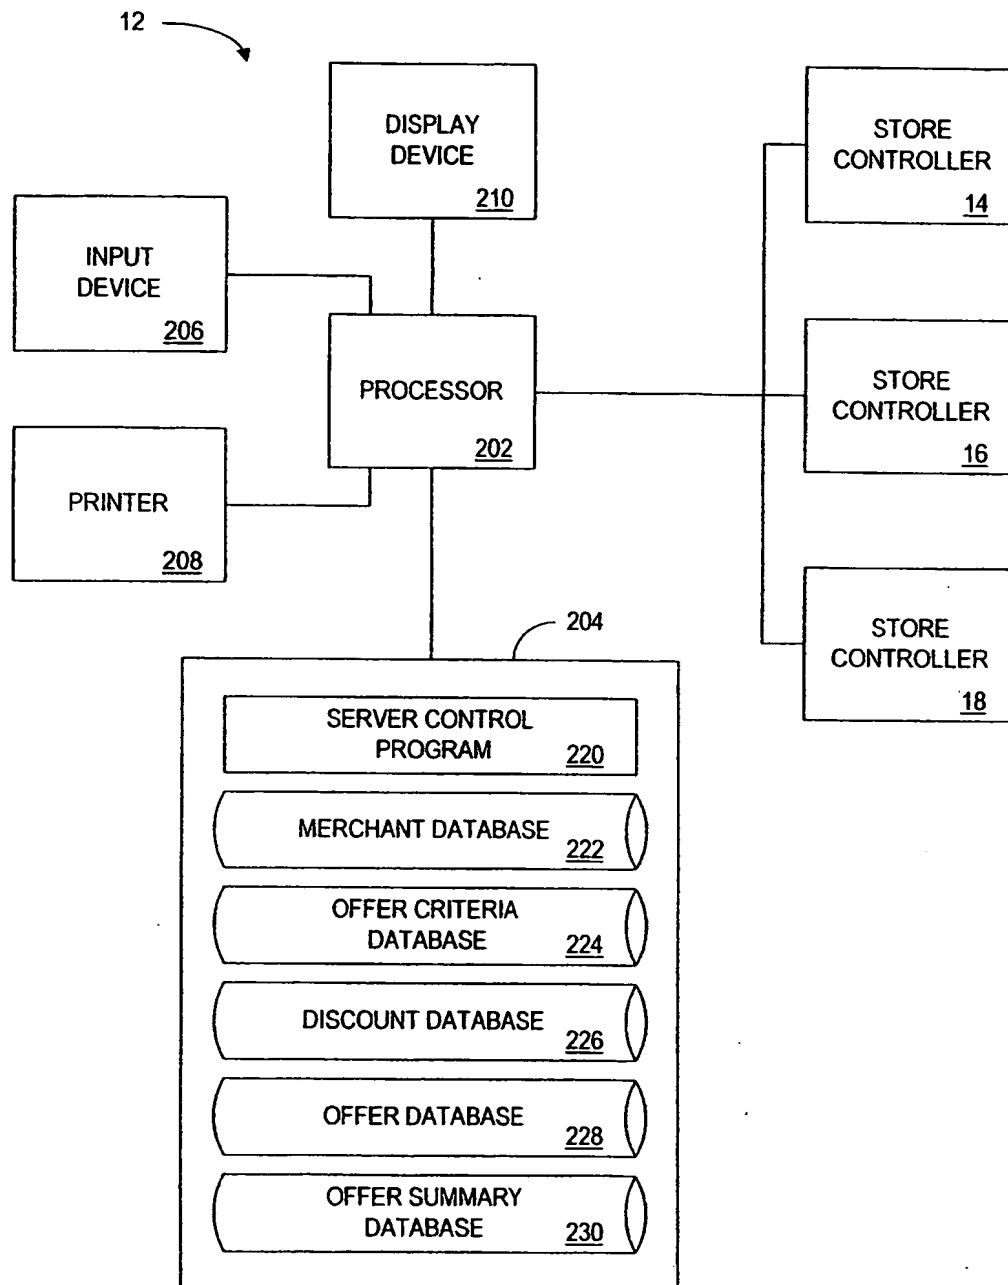 12
DISPLAY
DEVICE
210
STORE
CONTROLLER
14
INPUT
DEVICE
206
PROCESSOR
202
STORE
CONTROLLER
16
PRINTER
208
STORE
CONTROLLER
18
204
SERVER CONTROL
PROGRAM
220
MERCHANT DATABASE
222
OFFER CRITERIA
DATABASE
224
DISCOUNT DATABASE
226
OFFER DATABASE
228
OFFER SUMMARY
DATABASE
230